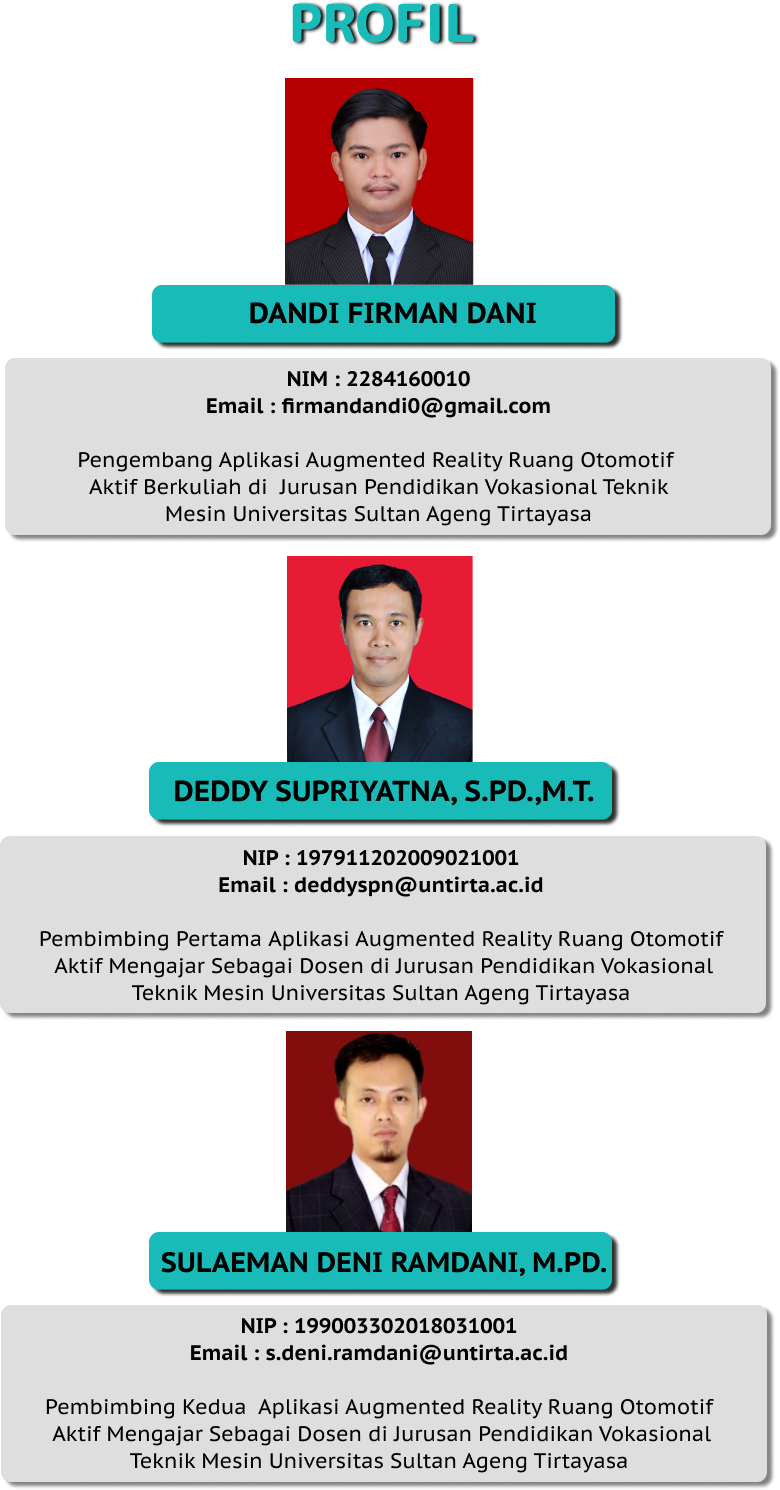 PROFIL
DANDI FIRMAN DANI
NIM : 2284160010
Email : firmandandi0@gmail.com
Pengembang Aplikasi Augmented Reality Ruang Otomotif
Aktif Berkuliah di  Jurusan Pendidikan Vokasional Teknik
Mesin Universitas Sultan Ageng Tirtayasa
DEDDY SUPRIYATNA, S.PD.,M.T.
NIP : 197911202009021001
Email : deddyspn@untirta.ac.id
Pembimbing Pertama Aplikasi Augmented Reality Ruang Otomotif
Aktif Mengajar Sebagai Dosen di Jurusan Pendidikan Vokasional
Teknik Mesin Universitas Sultan Ageng Tirtayasa
SULAEMAN DENI RAMDANI, M.PD.
NIP : 199003302018031001
Email : s.deni.ramdani@untirta.ac.id
Pembimbing Kedua  Aplikasi Augmented Reality Ruang Otomotif
Aktif Mengajar Sebagai Dosen di Jurusan Pendidikan Vokasional
Teknik Mesin Universitas Sultan Ageng Tirtayasa